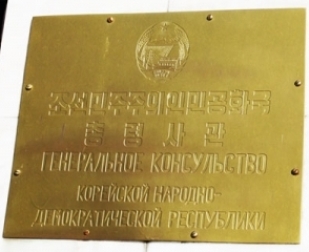 조선민주주의인민공화국
총령사관
ГЕНЕРАЛЬНОЕ КОНСУЛЬСТВО
КОРЕЙСКОЙ НАРОДНО-
ДЕМОКРАТИЧЕСКОЙ РЕСПУБЛИКИ